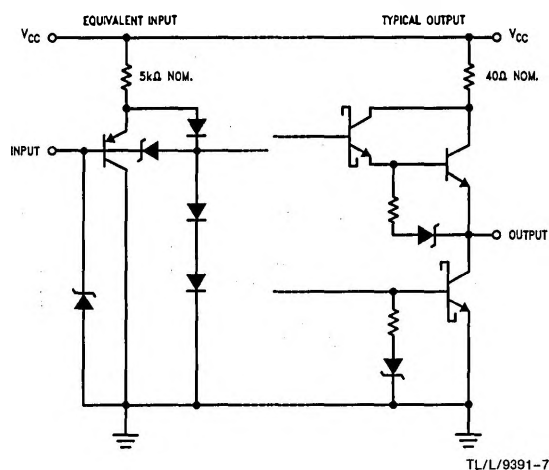 EQUIVALENT INPUT
TYPICAL OUTPUT
VCC
VCC
5kΩ NOM.
40Ω NOM.
INPUT
OUTPUT
TL/L/9391-7